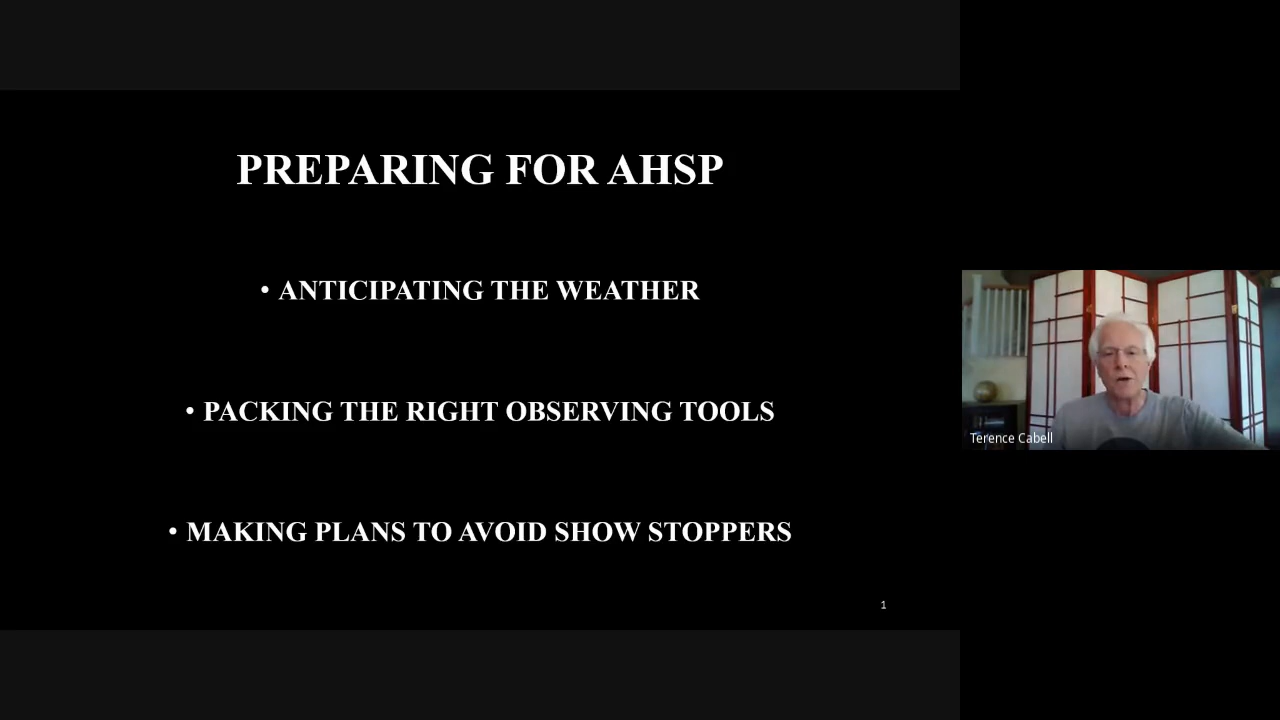 PREPARING FOR AHSP
• ANTICIPATING THE WEATHER
• PACKING THE RIGHT OBSERVING TOOLS
• MAKING PLANS TO AVOID SHOW STOPPERS
1
Terence Cabell